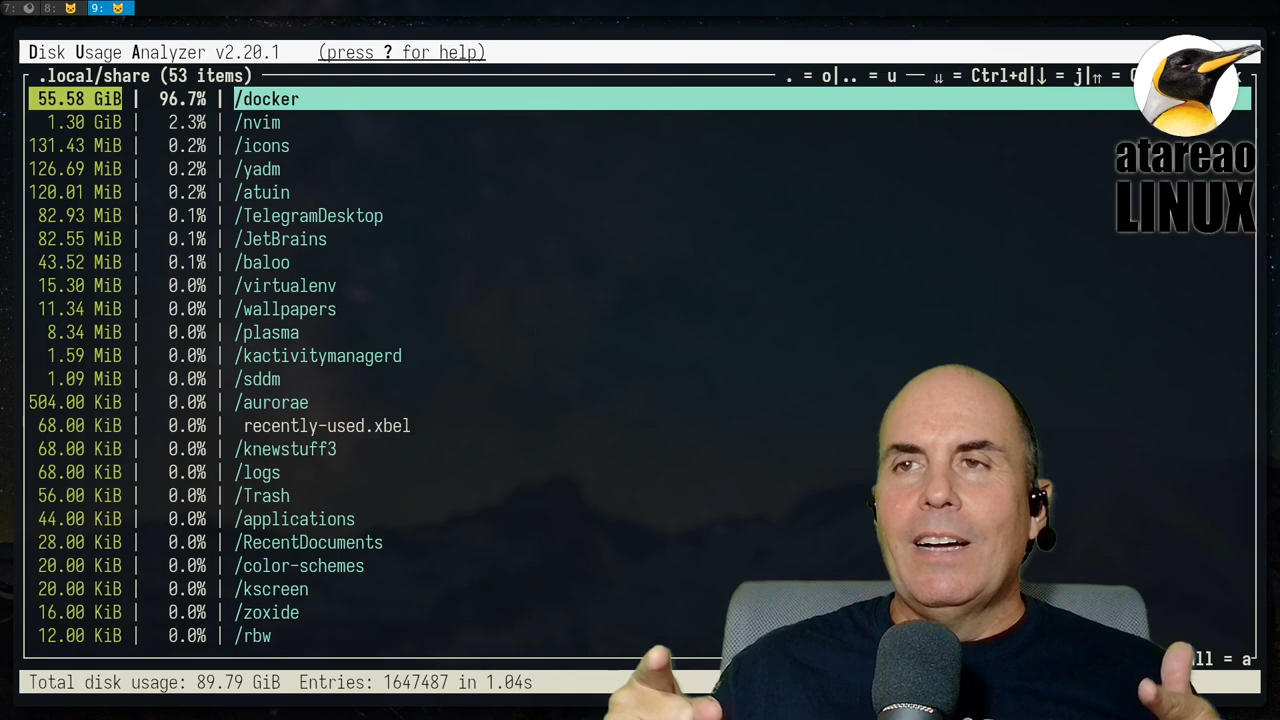 7: 8: 9:
Disk Usage Analyzer v2.20.1 (press ? for help)
.local/share (53 items) . = o|.. = u ⇊ = Ctrl+d|↓ = j|⇈ =
55.58 GiB | 96.7% | /docker
1.30 GiB | 2.3% | /nvim
131.43 MiB | 0.2% | /icons
126.69 MiB | 0.2% | /yadm
120.01 MiB | 0.2% | /atuin
82.93 MiB | 0.1% | /TelegramDesktop
82.55 MiB | 0.1% | /JetBrains
43.52 MiB | 0.1% | /baloo
15.30 MiB | 0.0% | /virtualenv
11.34 MiB | 0.0% | /wallpapers
8.34 MiB | 0.0% | /plasma
1.59 MiB | 0.0% | /kactivitymanagerd
1.09 MiB | 0.0% | /sddm
504.00 KiB | 0.0% | /aurorae
68.00 KiB | 0.0% | recently-used.xbel
68.00 KiB | 0.0% | /knewstuff3
68.00 KiB | 0.0% | /logs
56.00 KiB | 0.0% | /Trash
44.00 KiB | 0.0% | /applications
28.00 KiB | 0.0% | /RecentDocuments
20.00 KiB | 0.0% | /color-schemes
20.00 KiB | 0.0% | /kscreen
16.00 KiB | 0.0% | /zoxide
12.00 KiB | 0.0% | /rbw
ll = a
Total disk usage: 89.79 GiB Entries: 1647487 in 1.04s
atareao
LINUX